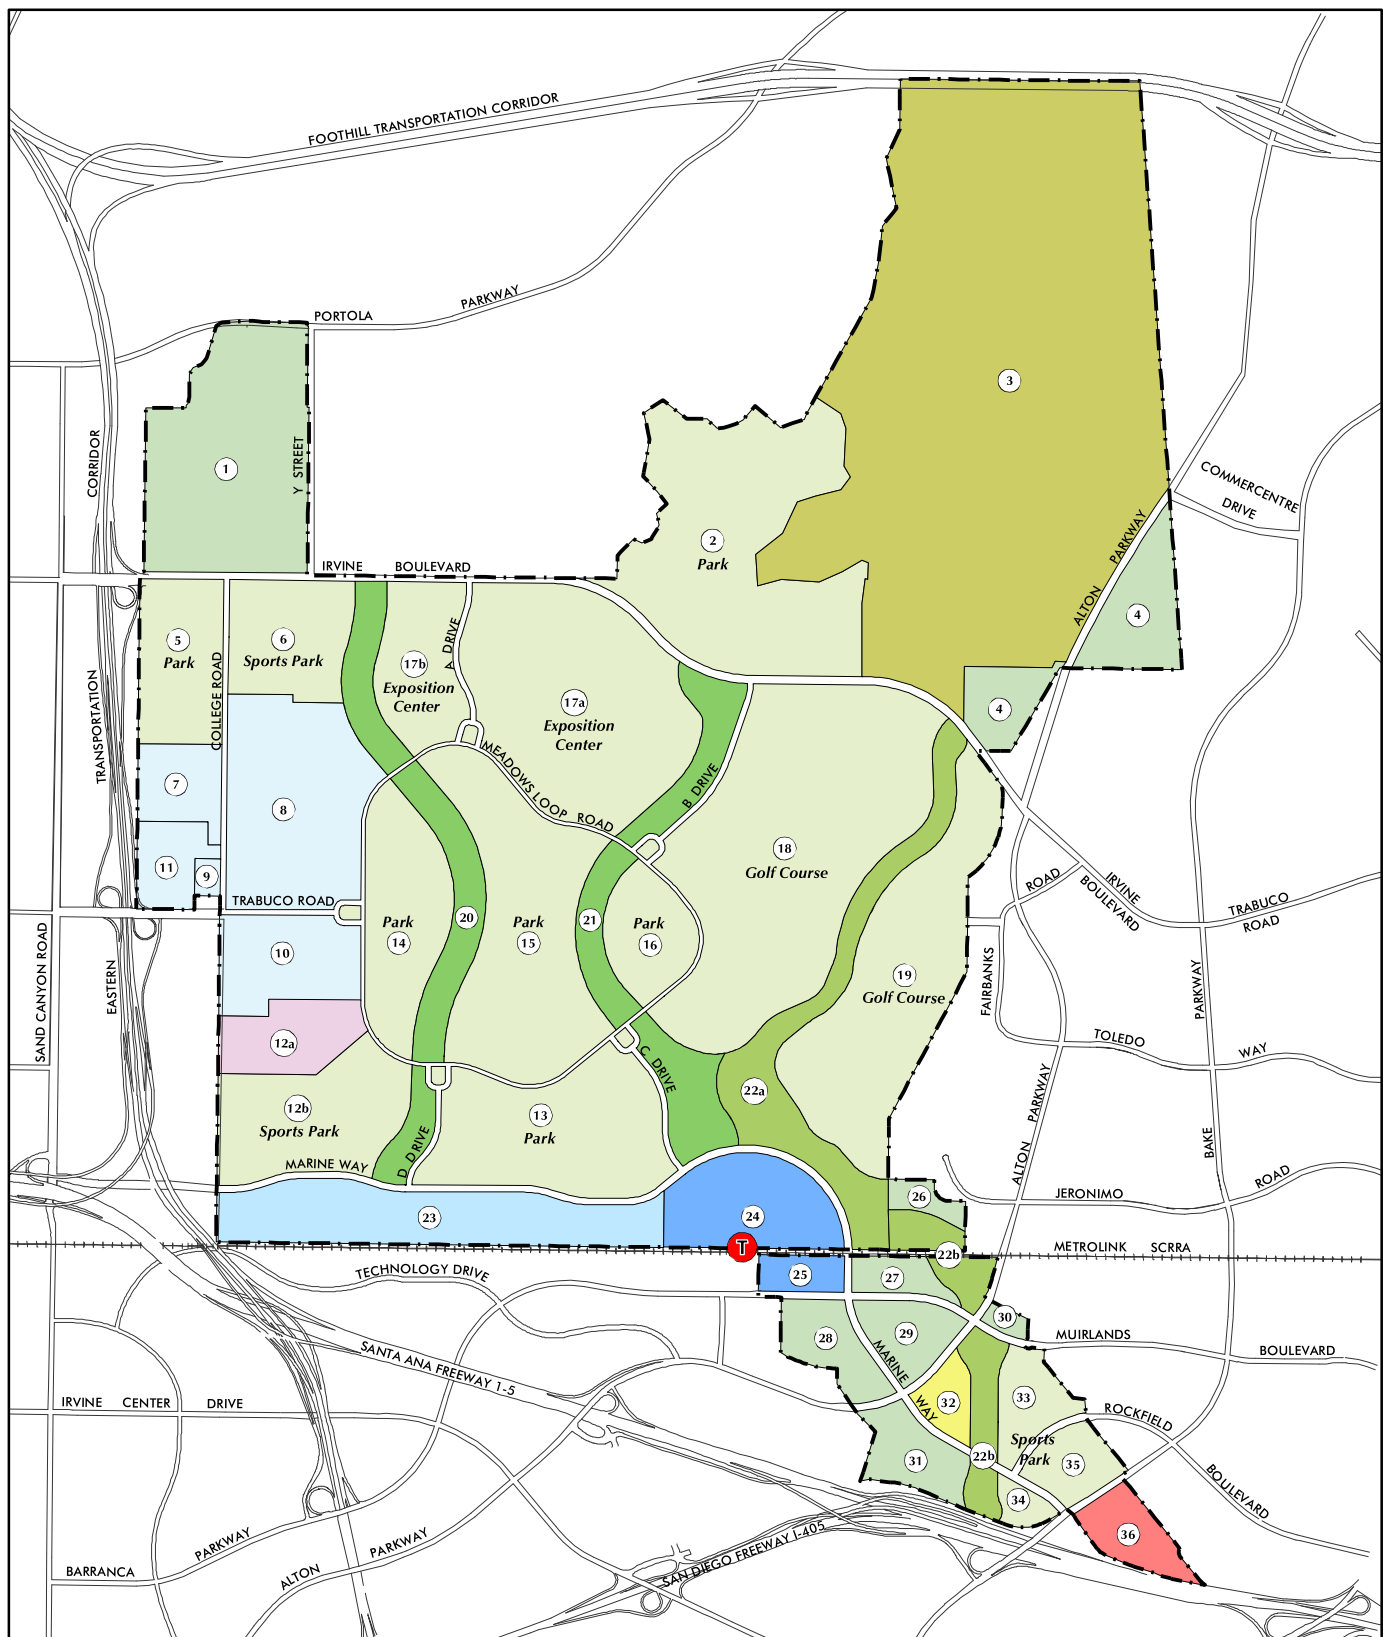 FOOTHILL TRANSPORTATION CORRIDOR
PORTOLA
PARKWAY
3
CORRIDOR
1
Y STREET
COMMERCENTRE
DRIVE
2
Park
ALTON
PARKWAY
4
IRVINE
BOULEVARD
5
Park
6
Sports Park
17b
Exposition
Center
A DRIVE
17a
Exposition
Center
4
TRANSPORTATION
COLLEGE ROAD
MEADOWS LOOP ROAD
B DRIVE
7
8
18
Golf Course
11
9
TRABUCO ROAD
ROAD
IRVINE
BOULEVARD
TRABUCO
ROAD
Park
14
20
Park
15
21
Park
16
10
19
Golf Course
FAIRBANKS
PARKWAY
SAND CANYON ROAD
EASTERN
12a
TOLEDO
WAY
C DRIVE
22a
PARKWAY
ALTON
12b
Sports Park
13
Park
D DRIVE
BAKE
MARINE WAY
ROAD
JERONIMO
26
23
24
T
22b
METROLINK
SCRRA
TECHNOLOGY DRIVE
25
27
30
28
29
MUIRLANDS
BOULEVARD
SANTA ANA FREEWAY 1-5
MARINE
WAY
32
33
IRVINE
CENTER
DRIVE
ROCKFIELD
BOULEVARD
Sports
Park
31
22b
35
34
36
SAN DIEGO FREEWAY I-405
BARRANCA
PARKWAY
ALTON
PARKWAY